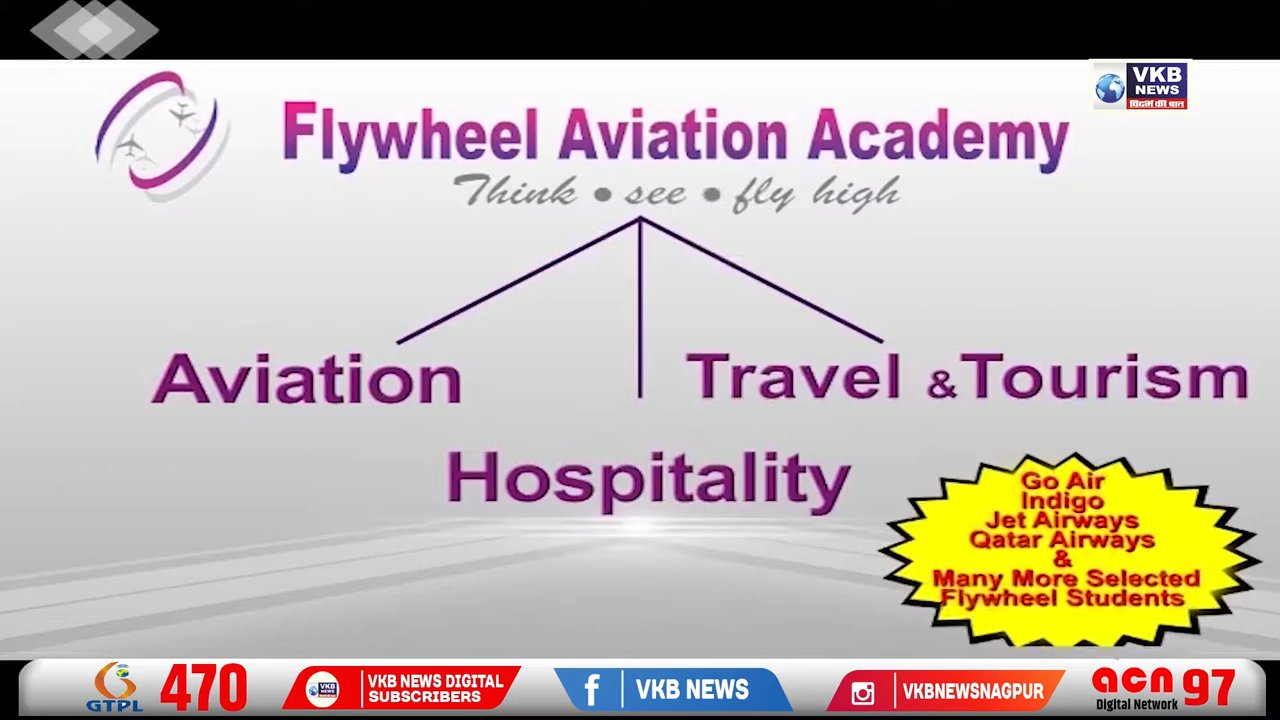 VKB
NEWS
विदर्भ की बात
Flywheel Aviation Academy
Think • see • fly high
Aviation
Travel & Tourism
Hospitality
Go Air
Indigo
Jet Airways
Qatar Airways
&
Many More Selected
Flywheel Students
GTPL
470
VKB
NEWS
VKB NEWS DIGITAL
SUBSCRIBERS
f
VKB NEWS
VKBNEWSNAGPUR
acn
Digital Network
97